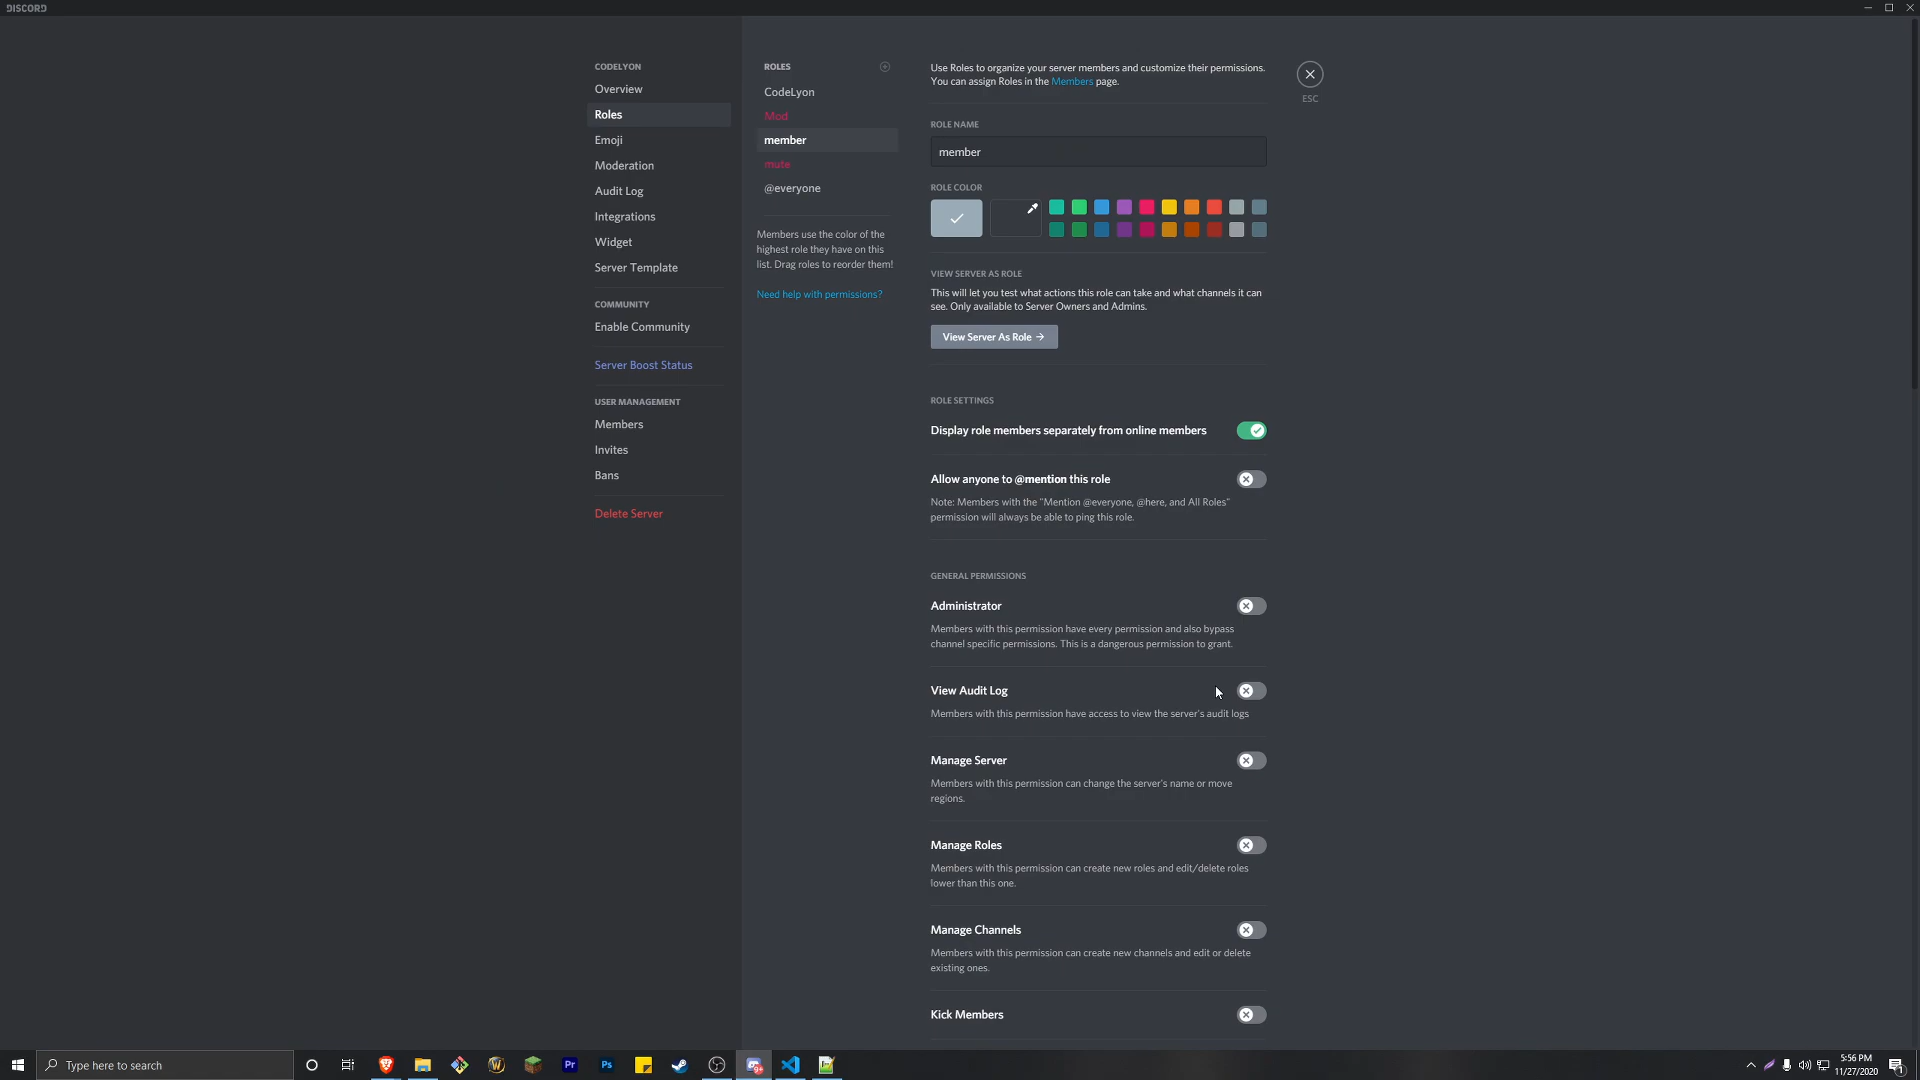 DISCORD
CODELYON
Overview
Roles
Emoji
Moderation
Audit Log
Integrations
Widget
Server Template
COMMUNITY
Enable Community
Server Boost Status
USER MANAGEMENT
Members
Invites
Bans
Delete Server
ROLES
CodeLyon
Mod
member
mute
@everyone
Members use the color of the
highest role they have on this
list. Drag roles to reorder them!
Need help with permissions?
Use Roles to organize your server members and customize their permissions.
You can assign Roles in the Members page.
ESC
ROLE NAME
member
ROLE COLOR
VIEW SERVER AS ROLE
This will let you test what actions this role can take and what channels it can
see. Only available to Server Owners and Admins.
View Server As Role →
ROLE SETTINGS
Display role members separately from online members
Allow anyone to @mention this role
Note: Members with the "Mention @everyone, @here, and All Roles"
permission will always be able to ping this role.
GENERAL PERMISSIONS
Administrator
Members with this permission have every permission and also bypass
channel specific permissions. This is a dangerous permission to grant.
View Audit Log
Members with this permission have access to view the server's audit logs
Manage Server
Members with this permission can change the server's name or move
regions.
Manage Roles
Members with this permission can create new roles and edit/delete roles
lower than this one.
Manage Channels
Members with this permission can create new channels and edit or delete
existing ones.
Kick Members
Type here to search
Pr
Ps
9+
5:56 PM
11/27/2020
1